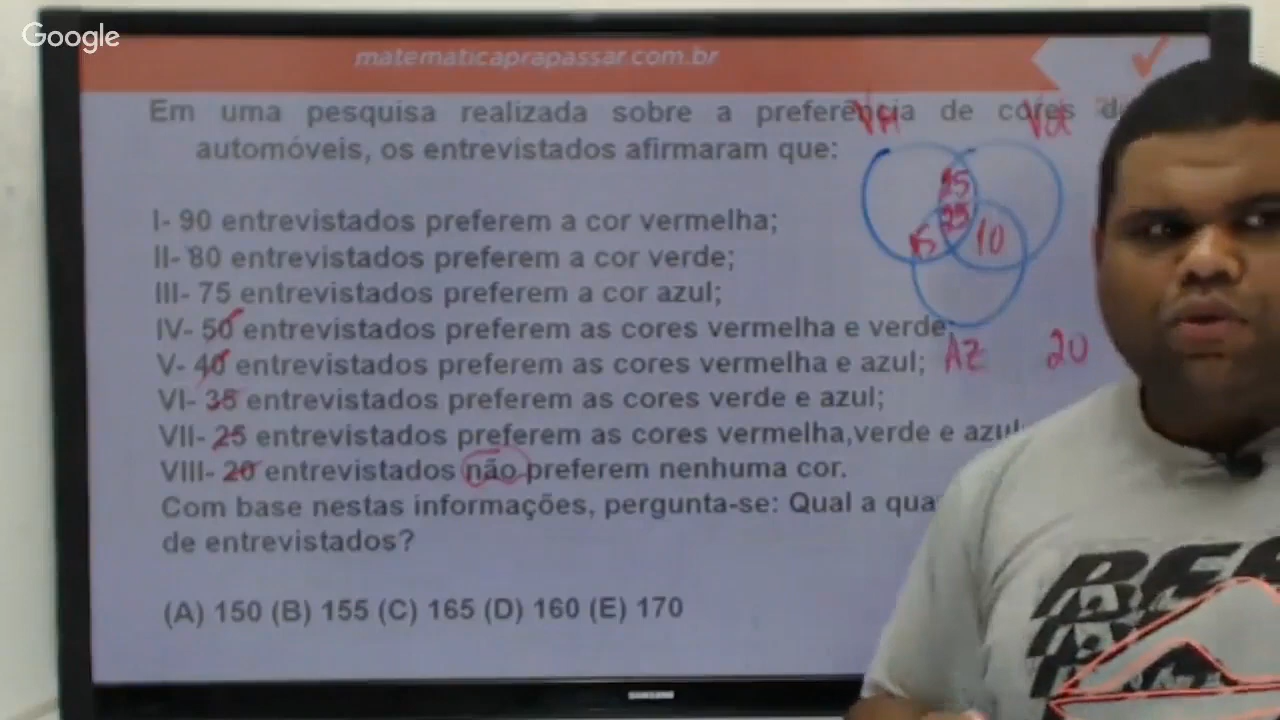 Google
matematicaprapassar.com.br
Em uma pesquisa realizada sobre a preferência de cores
automóveis, os entrevistados afirmaram que:
VM
25
25
15
10
AZ
20
I- 90 entrevistados preferem a cor vermelha;
II- 80 entrevistados preferem a cor verde;
III- 75 entrevistados preferem a cor azul;
IV- 50 entrevistados preferem as cores vermelha e verde;
V- 40 entrevistados preferem as cores vermelha e azul;
VI- 35 entrevistados preferem as cores verde e azul;
VII- 25 entrevistados preferem as cores vermelha,verde e azul
VIII- 20 entrevistados não preferem nenhuma cor.
Com base nestas informações, pergunta-se: Qual a
de entrevistados?
(A) 150 (B) 155 (C) 165 (D) 160 (E) 170
SAMSUNG